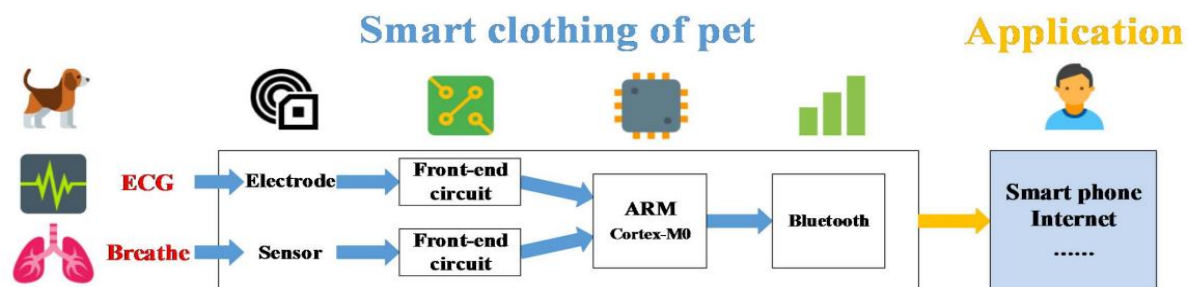 Smart clothing of pet
Application
ECG
Electrode
Front-end
circuit
ARM
Cortex-M0
Bluetooth
Smart phone
Internet
......
Breathe
Sensor
Front-end
circuit